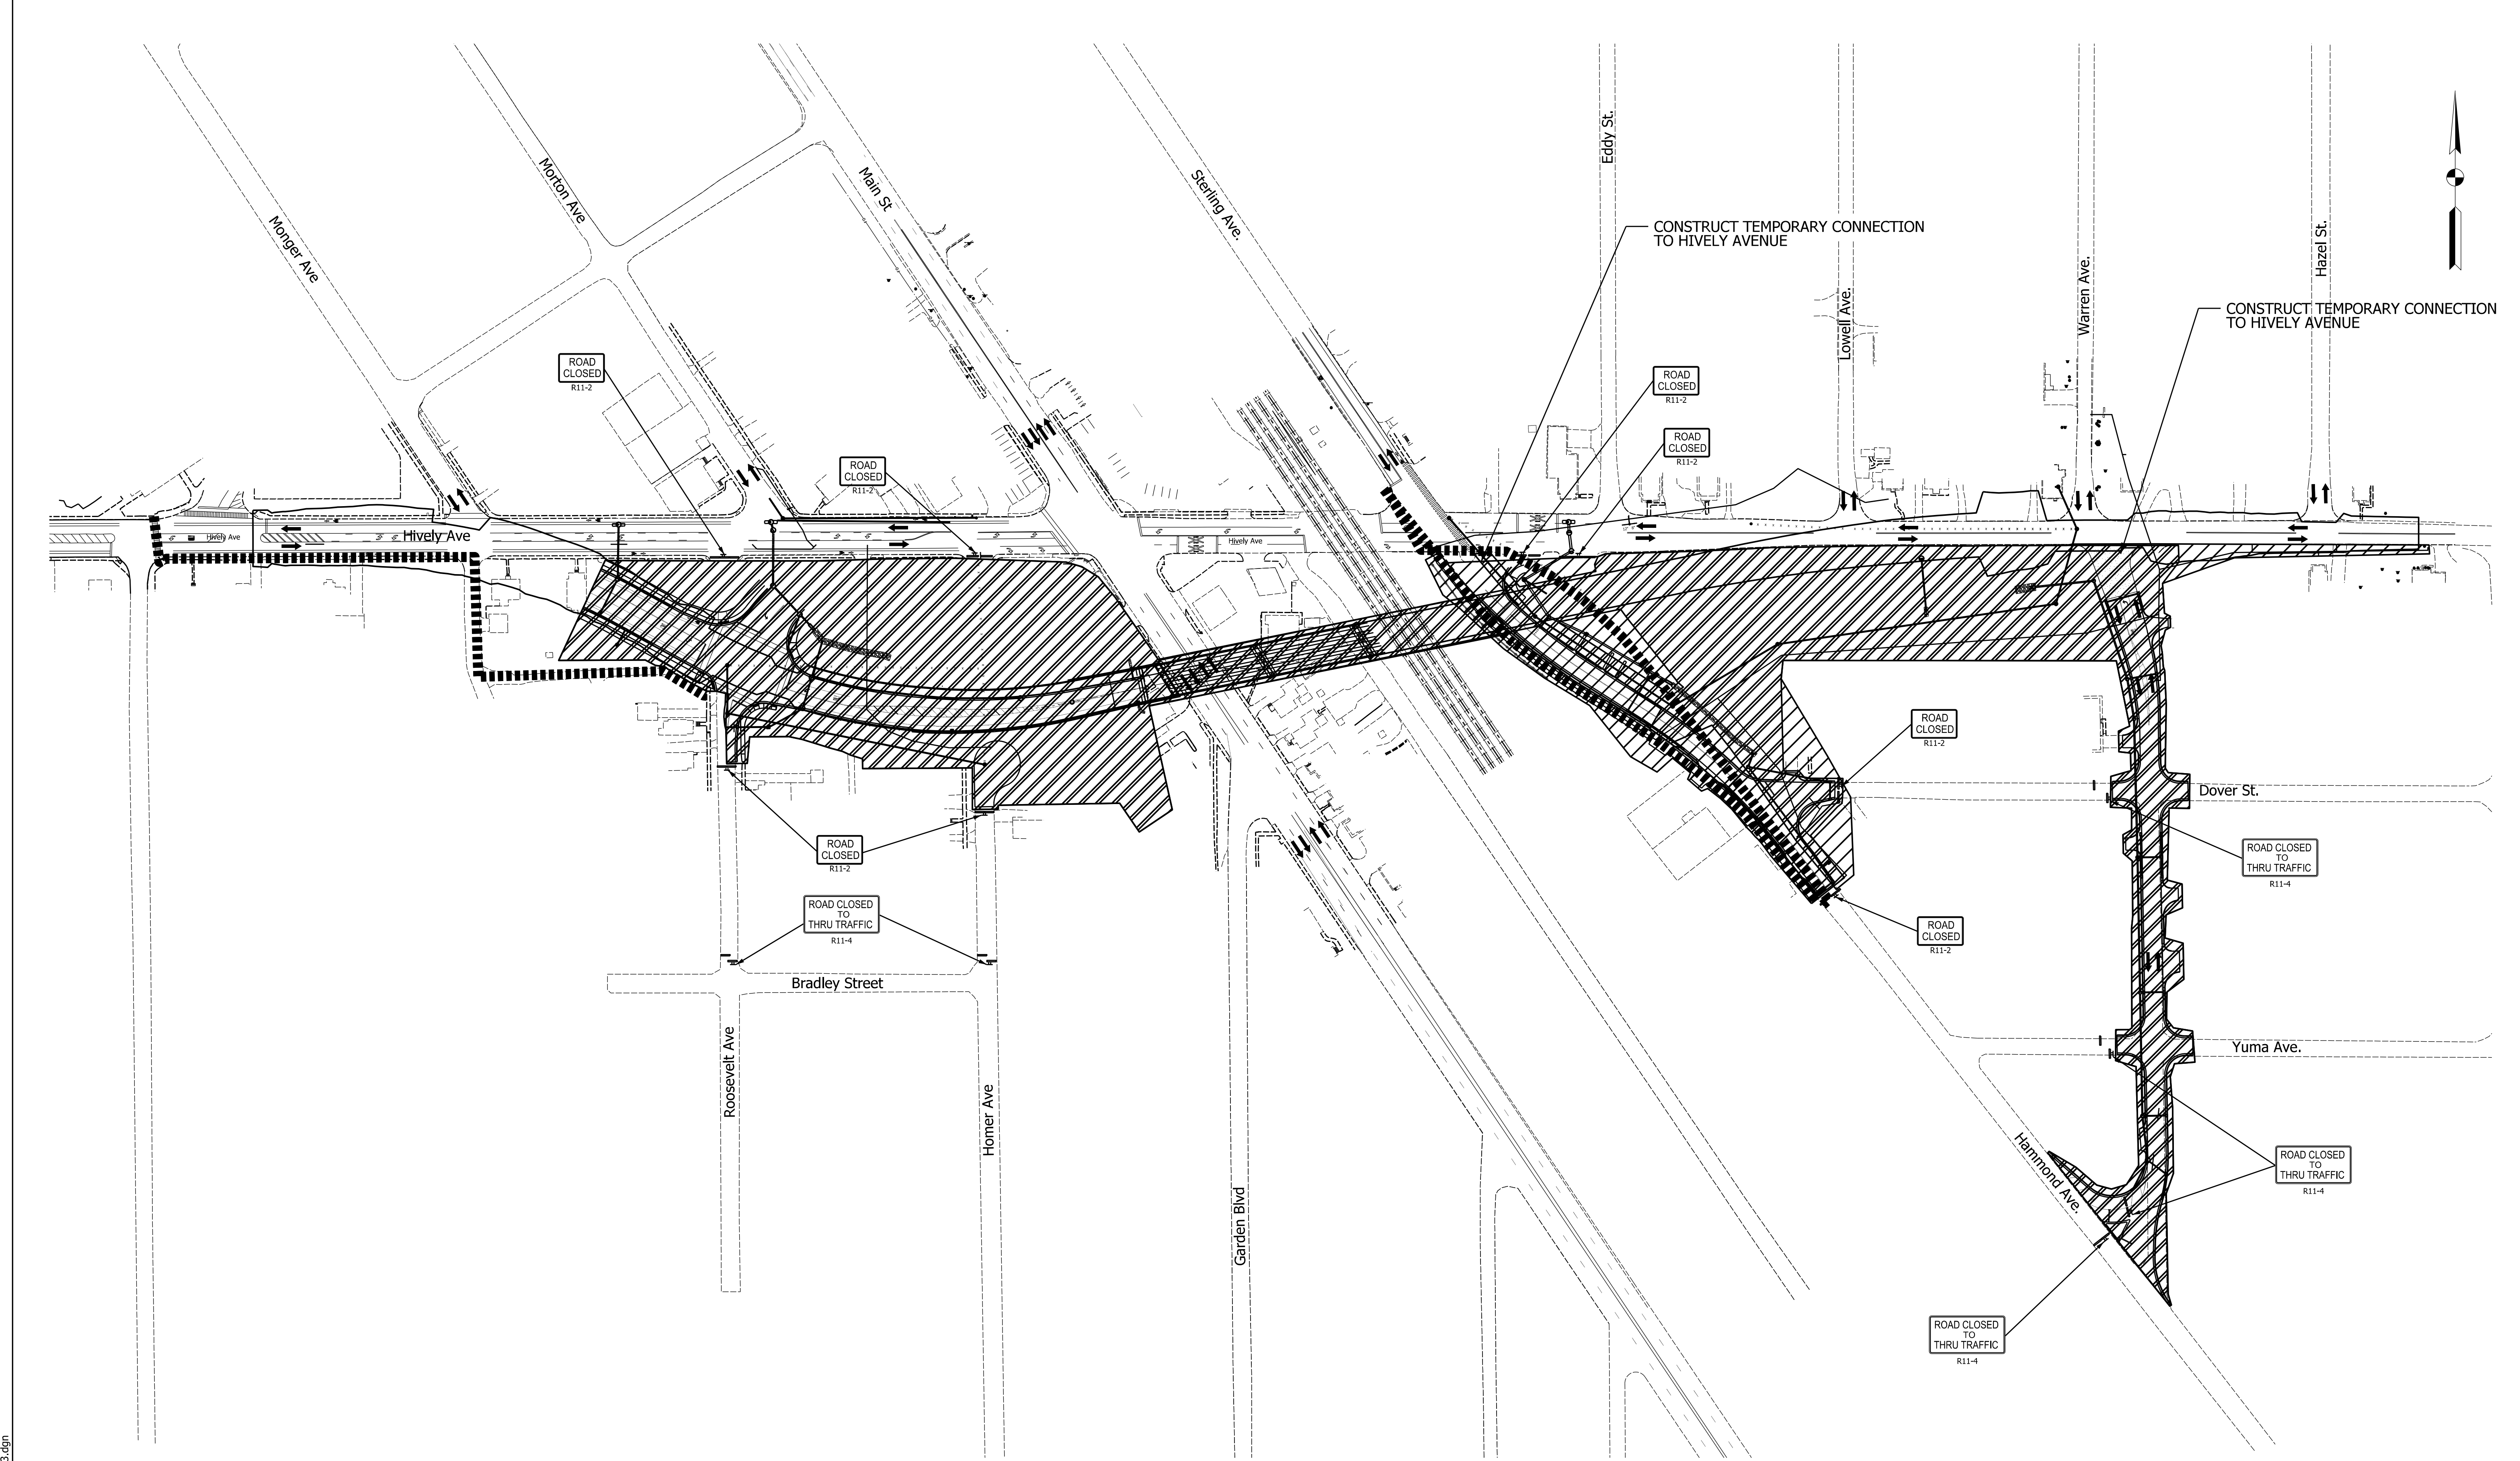 Eddy St.
Morton Ave
Main St
Sterling Ave.
Monger Ave
CONSTRUCT TEMPORARY CONNECTION
TO HIVELY AVENUE
Hazel St.
Warren Ave.
Lowell Ave.
CONSTRUCT TEMPORARY CONNECTION
TO HIVELY AVENUE
ROAD
CLOSED
R11-2
ROAD
CLOSED
R11-2
ROAD
CLOSED
R11-2
ROAD
CLOSED
R11-2
Hively Ave
Hively Ave
Hively Ave
ROAD
CLOSED
R11-2
Dover St.
ROAD
CLOSED
R11-2
ROAD CLOSED
TO
THRU TRAFFIC
R11-4
ROAD CLOSED
TO
THRU TRAFFIC
R11-4
ROAD
CLOSED
R11-2
Bradley Street
Roosevelt Ave
Homer Ave
Garden Blvd
Yuma Ave.
Hammond Ave.
ROAD CLOSED
TO
THRU TRAFFIC
R11-4
ROAD CLOSED
TO
THRU TRAFFIC
R11-4
3.dgn